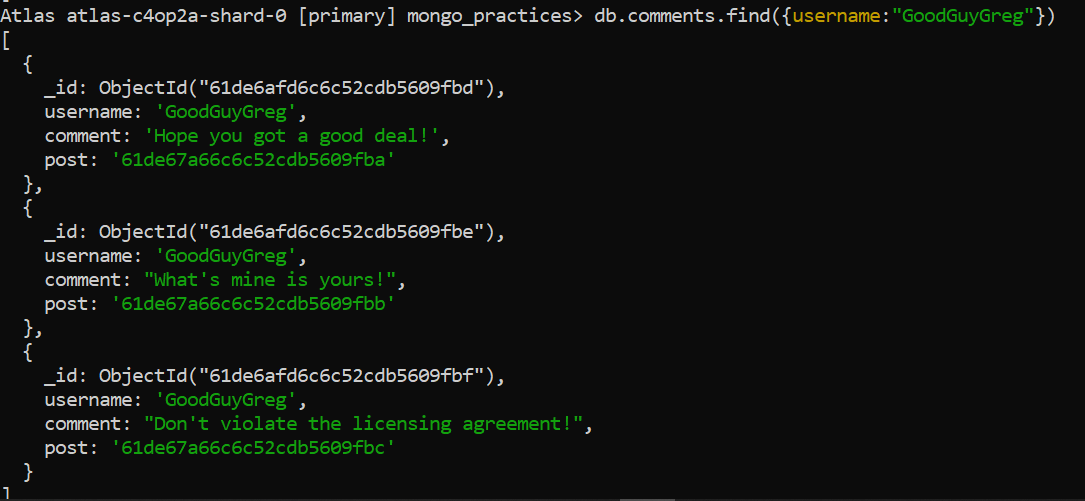 Atlas atlas-c4op2a-shard-0 [primary] mongo_practices> db.comments.find({username:"GoodGuyGreg"})
[
  {
    _id: ObjectId("61de6afd6c6c52cdb5609fbd"),
    username: 'GoodGuyGreg',
    comment: 'Hope you got a good deal!',
    post: '61de67a66c6c52cdb5609fba'
  },
  {
    _id: ObjectId("61de6afd6c6c52cdb5609fbe"),
    username: 'GoodGuyGreg',
    comment: "What's mine is yours!",
    post: '61de67a66c6c52cdb5609fbb'
  },
  {
    _id: ObjectId("61de6afd6c6c52cdb5609fbf"),
    username: 'GoodGuyGreg',
    comment: "Don't violate the licensing agreement!",
    post: '61de67a66c6c52cdb5609fbc'
  }
]